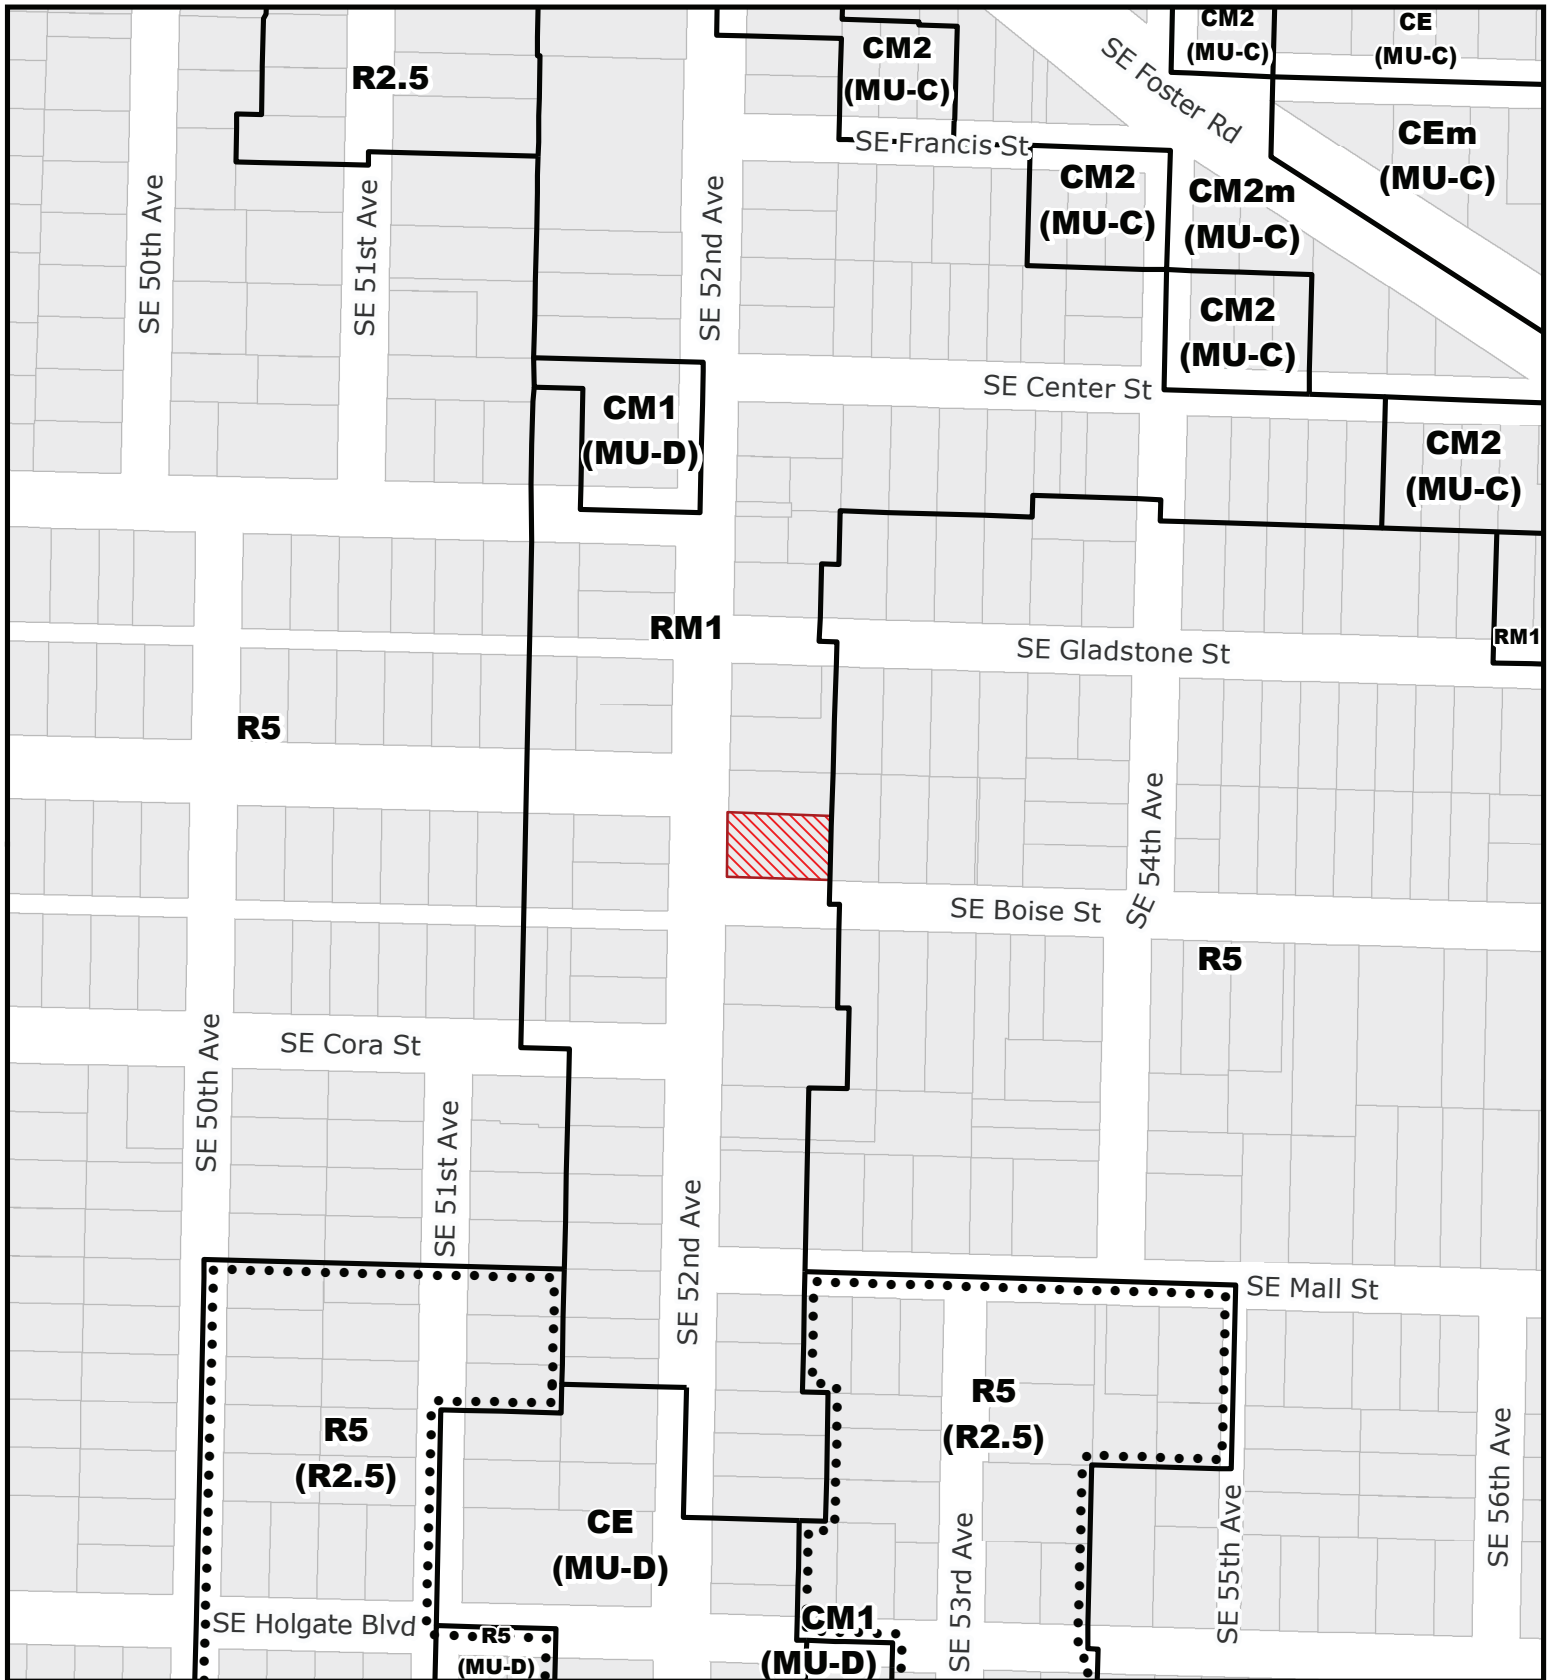 CM2
(MU-C)
CE
(MU-C)
CM2
(MU-C)
R2.5
SE Foster Rd
CEm
(MU-C)
SE Francis St
CM2
(MU-C)
CM2m
(MU-C)
SE 50th Ave
SE 51st Ave
SE 52nd Ave
CM2
(MU-C)
SE Center St
CM1
(MU-D)
CM2
(MU-C)
RM1
RM1
SE Gladstone St
R5
SE 54th Ave
SE Boise St
R5
SE Cora St
SE 50th Ave
SE 51st Ave
SE 52nd Ave
SE Mall St
R5
(R2.5)
R5
(R2.5)
SE 56th Ave
CE
(MU-D)
SE 53rd Ave
SE 55th Ave
SE Holgate Blvd
R5
(MU-D)
CM1
(MU-D)